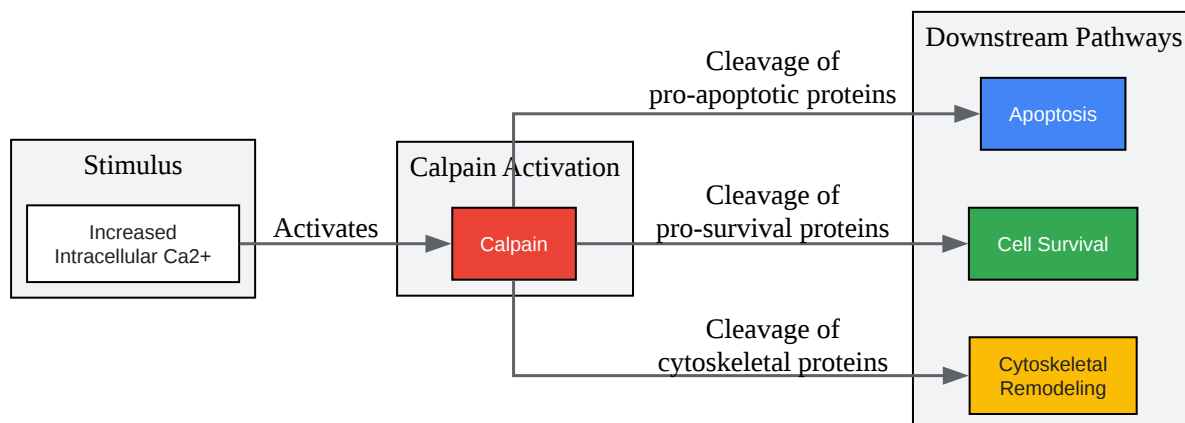 Stimulus
Increased
Intracellular Ca2+
Activates
Calpain Activation
Calpain
Cleavage of
pro-apoptotic proteins
Cleavage of
pro-survival proteins
Cleavage of
cytoskeletal proteins
Downstream Pathways
Apoptosis
Cell Survival
Cytoskeletal
Remodeling